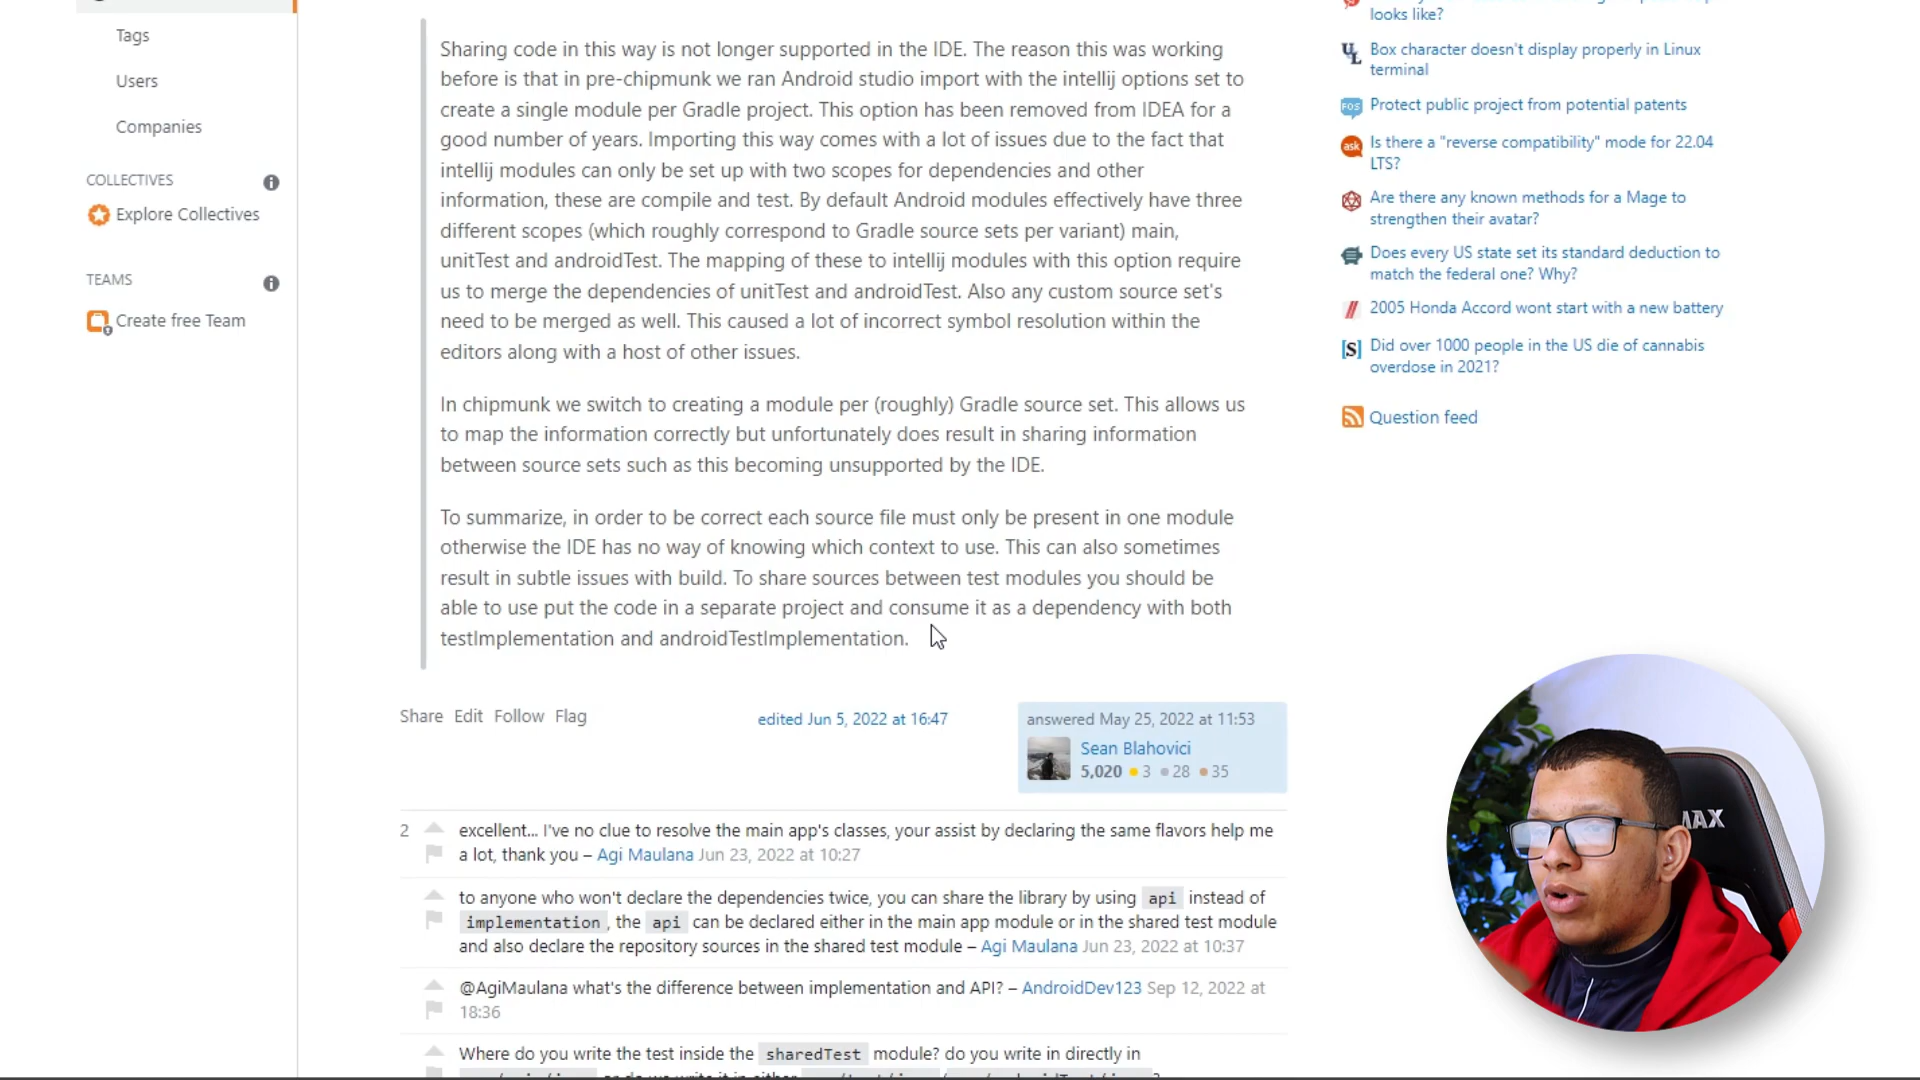 looks like?
Tags
Users
Companies
COLLECTIVES
Explore Collectives
TEAMS
Create free Team
Sharing code in this way is not longer supported in the IDE. The reason this was working
before is that in pre-chipmunk we ran Android studio import with the intellij options set to
create a single module per Gradle project. This option has been removed from IDEA for a
good number of years. Importing this way comes with a lot of issues due to the fact that
intellij modules can only be set up with two scopes for dependencies and other
information, these are compile and test. By default Android modules effectively have three
different scopes (which roughly correspond to Gradle source sets per variant) main,
unitTest and androidTest. The mapping of these to intellij modules with this option require
us to merge the dependencies of unitTest and androidTest. Also any custom source set's
need to be merged as well. This caused a lot of incorrect symbol resolution within the
editors along with a host of other issues.
In chipmunk we switch to creating a module per (roughly) Gradle source set. This allows us
to map the information correctly but unfortunately does result in sharing information
between source sets such as this becoming unsupported by the IDE.
To summarize, in order to be correct each source file must only be present in one module
otherwise the IDE has no way of knowing which context to use. This can also sometimes
result in subtle issues with build. To share sources between test modules you should be
able to use put the code in a separate project and consume it as a dependency with both
testImplementation and androidTestImplementation.
Share Edit Follow Flag
edited Jun 5, 2022 at 16:47
answered May 25, 2022 at 11:53
Sean Blahovici
5,020 3 28 35
2 excellent... I've no clue to resolve the main app's classes, your assist by declaring the same flavors help me
a lot, thank you – Agi Maulana Jun 23, 2022 at 10:27
to anyone who won't declare the dependencies twice, you can share the library by using api instead of
implementation, the api can be declared either in the main app module or in the shared test module
and also declare the repository sources in the shared test module – Agi Maulana Jun 23, 2022 at 10:37
@AgiMaulana what's the difference between implementation and API? – AndroidDev123 Sep 12, 2022 at
18:36
Where do you write the test inside the sharedTest module? do you write in directly in
Box character doesn't display properly in Linux
terminal
FOS
Protect public project from potential patents
ask
Is there a "reverse compatibility" mode for 22.04
LTS?
Are there any known methods for a Mage to
strengthen their avatar?
Does every US state set its standard deduction to
match the federal one? Why?
2005 Honda Accord wont start with a new battery
[S]
Did over 1000 people in the US die of cannabis
overdose in 2021?
Question feed
MAX